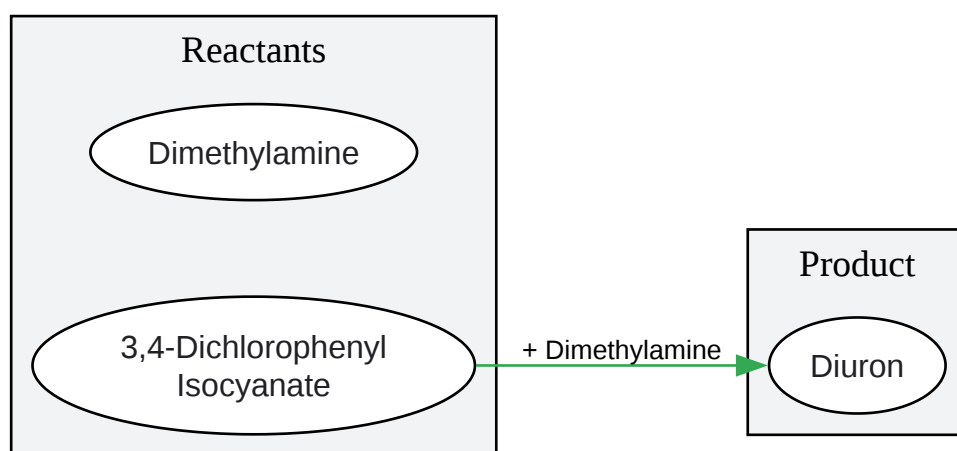 Reactants
Dimethylamine
3,4-Dichlorophenyl
Isocyanate
+ Dimethylamine
Product
Diuron